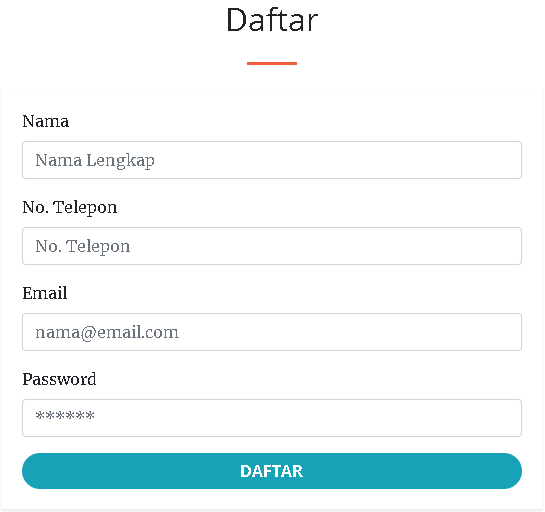 Daftar
Nama
Nama Lengkap
No. Telepon
No. Telepon
Email
nama@email.com
Password
******
DAFTAR